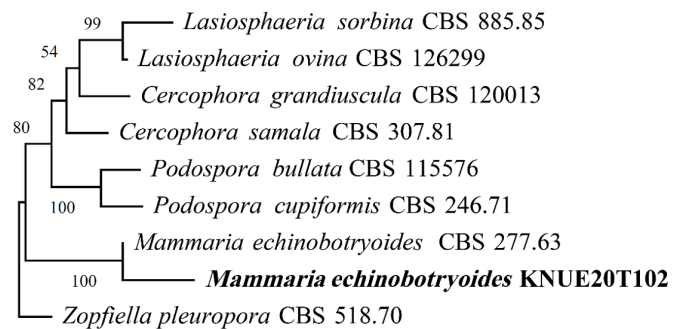 99
Lasiosphaeria sorbina CBS 885.85
54
Lasiosphaeria ovina CBS 126299
82
Cercophora grandiuscula CBS 120013
80
Cercophora samala CBS 307.81
Podospora bullata CBS 115576
100
Podospora cupiformis CBS 246.71
Mammaria echinobotryoides CBS 277.63
100
Mammaria echinobotryoides KNUE20T102
Zopfiella pleuropora CBS 518.70